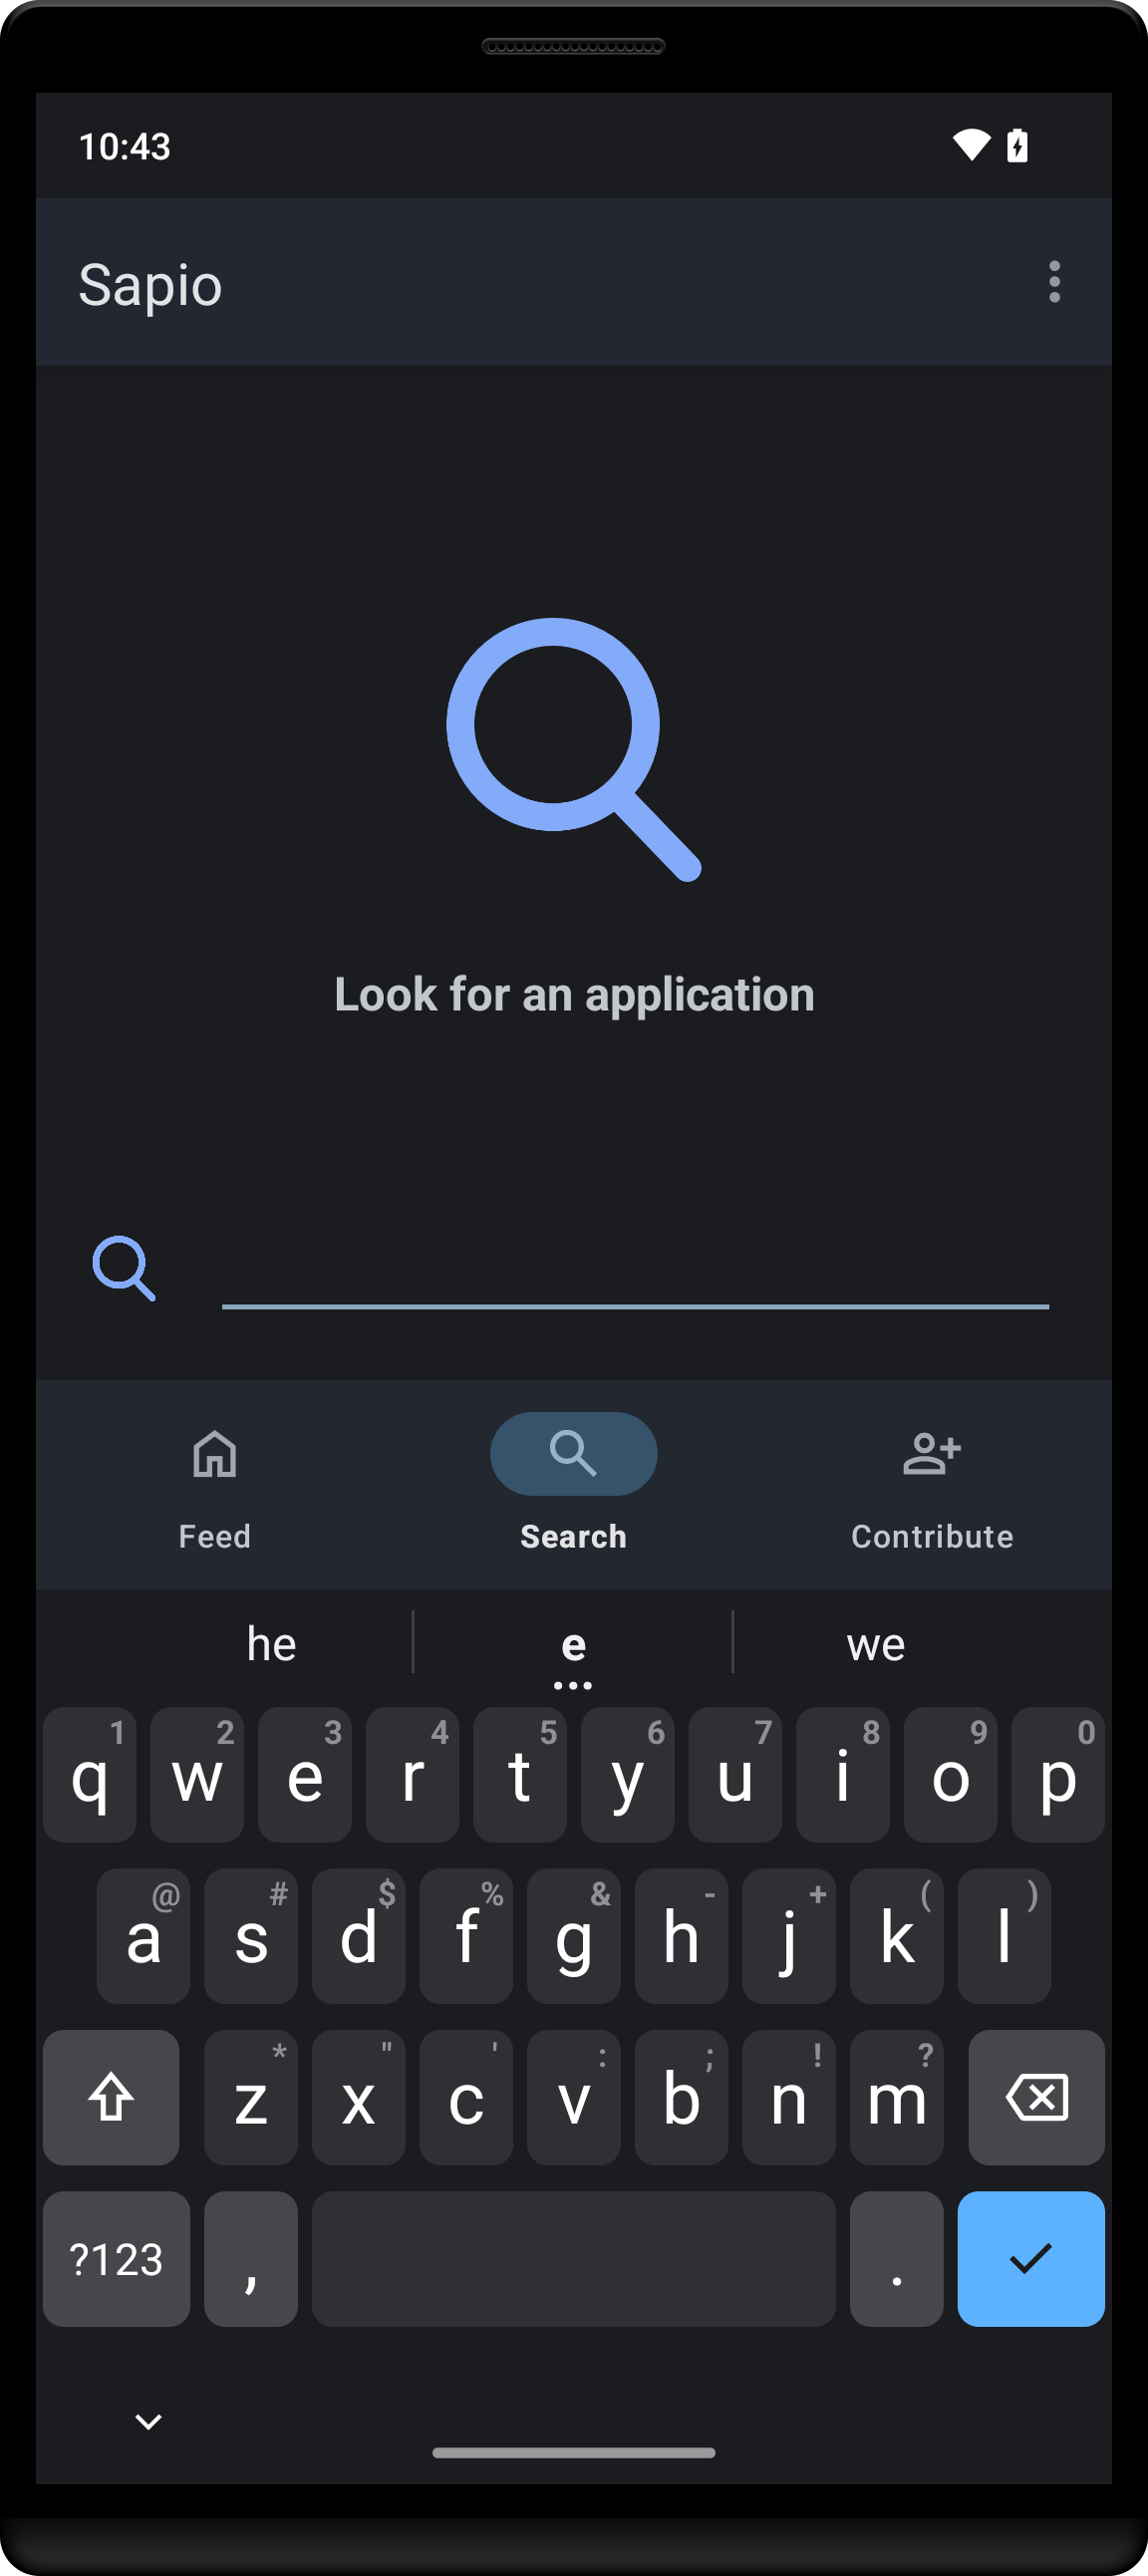 10:43
Sapio
Look for an application
Feed Search Contribute
he e we
1 2 3 4 5 6 7 8 9 0
q w e r t y u i o p
@ # $ % & - + ( )
a s d f g h j k l
* " ' : ; ! ?
z x c v b n m
?123 , .